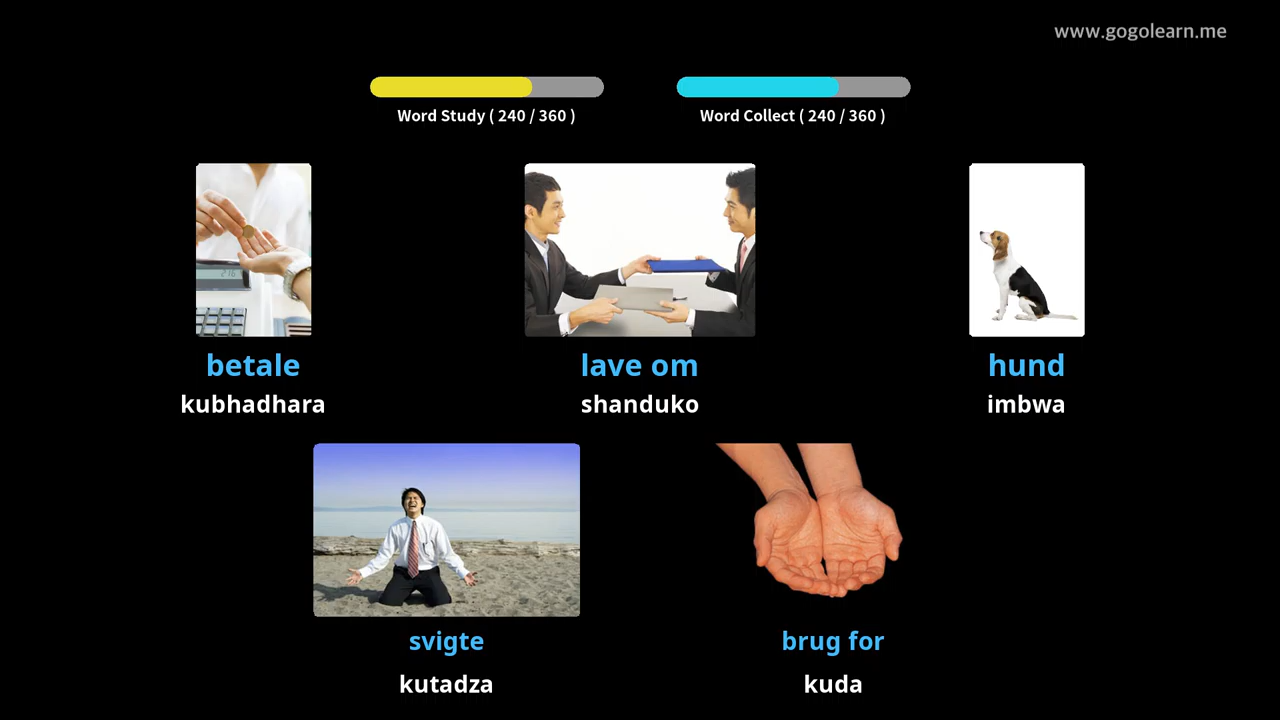 www.gogolearn.me
Word Study ( 240 / 360 )
Word Collect ( 240 / 360 )
betale
kubhadhara
lave om
shanduko
hund
imbwa
svigte
kutadza
brug for
kuda